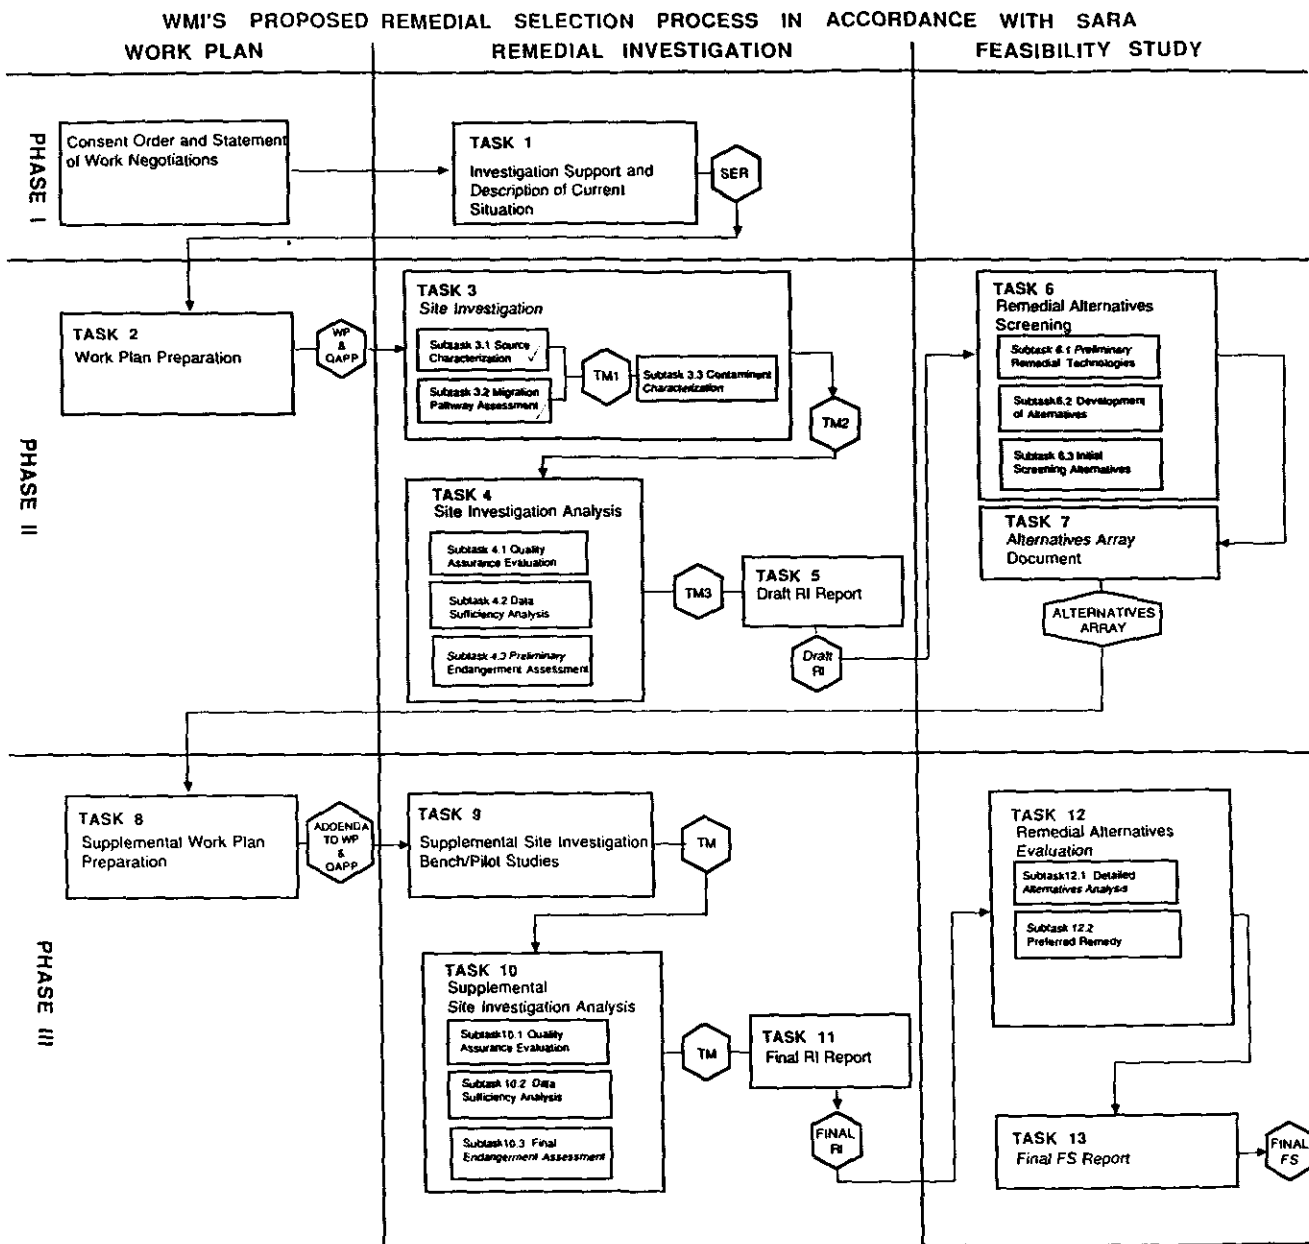 WMI'S PROPOSED REMEDIAL SELECTION PROCESS IN ACCORDANCE WITH SARA
WORK PLAN
REMEDIAL INVESTIGATION
FEASIBILITY STUDY
PHASE I
Consent Order and Statement
of Work Negotiations
TASK 1
Investigation Support and
Description of Current
Situation
SER
PHASE II
TASK 2
Work Plan Preparation
WP
&
QAPP
TASK 3
Site Investigation
Subtask 3.1 Source
Characterization
Subtask 3.2 Migration
Pathway Assessment
TM1
Subtask 3.3 Contaminent
Characterization
TM2
TASK 4
Site Investigation Analysis
Subtask 4.1 Quality
Assurance Evaluation
Subtask 4.2 Data
Sufficiency Analysis
Subtask 4.3 Preliminary
Endangerment Assessment
TM3
TASK 5
Draft RI Report
Draft
RI
TASK 6
Remedial Alternatives
Screening
Subtask 6.1 Preliminary
Remedial Technologies
Subtask6.2 Development
of Alternatives
Subtask 6.3 Initial
Screening Alternatives
TASK 7
Alternatives Array
Document
ALTERNATIVES
ARRAY
PHASE III
TASK 8
Supplemental Work Plan
Preparation
ADDENDA
TO WP
&
QAPP
TASK 9
Supplemental Site Investigation
Bench/Pilot Studies
TM
TASK 10
Supplemental
Site Investigation Analysis
Subtask10.1 Quality
Assurance Evaluation
Subtask 10.2 Data
Sufficiency Analysis
Subtask10.3 Final
Endangerment Assessment
TM
TASK 11
Final RI Report
FINAL
RI
TASK 12
Remedial Alternatives
Evaluation
Subtask12.1 Detailed
Alternatives Analysis
Subtask 12.2
Preferred Remedy
TASK 13
Final FS Report
FINAL
FS